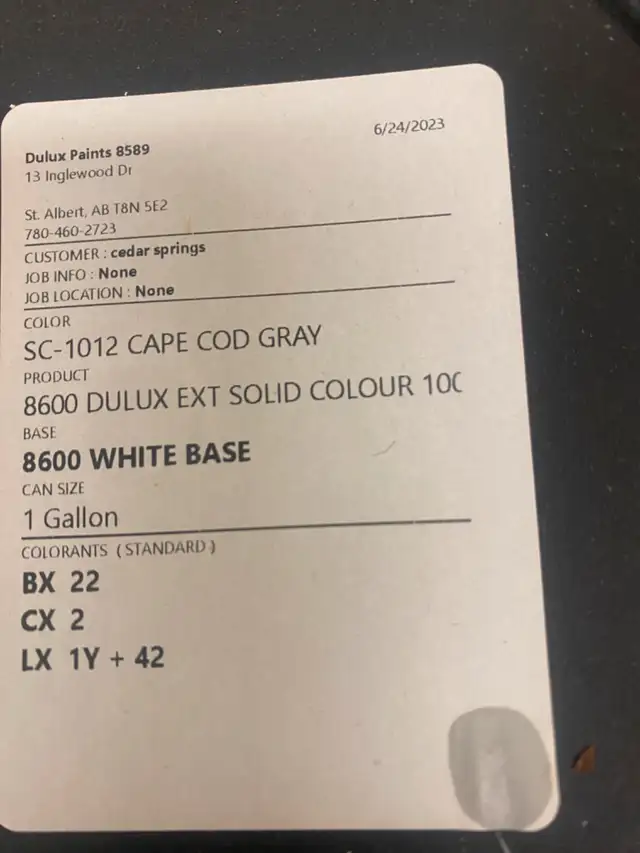 6/24/2023
Dulux Paints 8589
13 Inglewood Dr
St. Albert, AB T8N 5E2
780-460-2723
CUSTOMER : cedar springs
JOB INFO : None
JOB LOCATION : None
COLOR
SC-1012 CAPE COD GRAY
PRODUCT
8600 DULUX EXT SOLID COLOUR 10
BASE
8600 WHITE BASE
CAN SIZE
1 Gallon
COLORANTS (STANDARD)
BX 22
CX 2
LX 1Y + 42